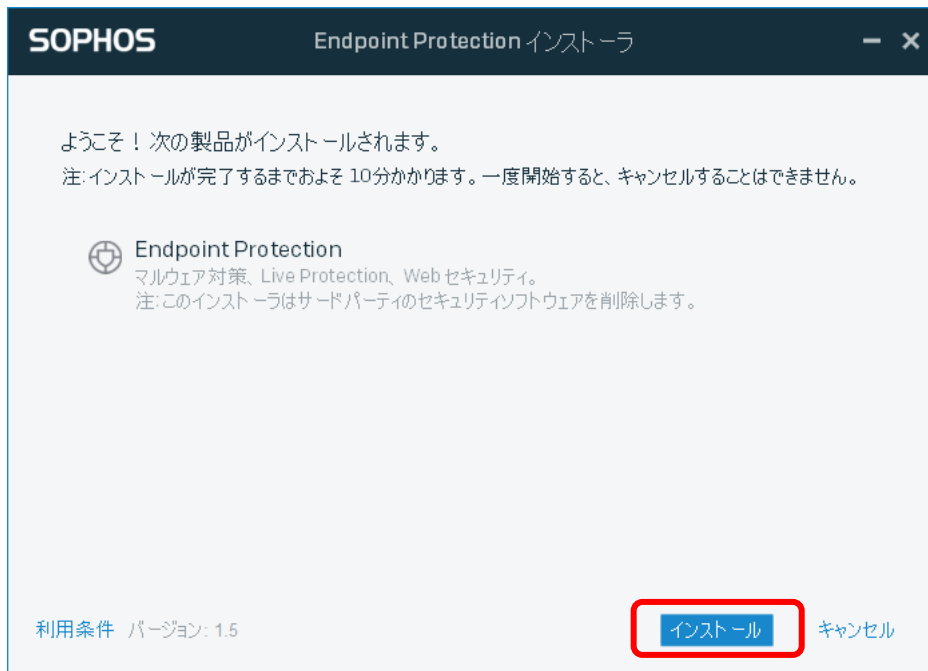 SOPHOS
Endpoint Protection インストーラ
ようこそ！次の製品がインストールされます。
注:インストールが完了するまでおよそ 10分かかります。一度開始すると、キャンセルすることはできません。
Endpoint Protection
マルウェア対策、Live Protection、Web セキュリティ。
注:このインストーラはサードパーティのセキュリティソフトウェアを削除します。
利用条件 バージョン: 1.5
インストール キャンセル